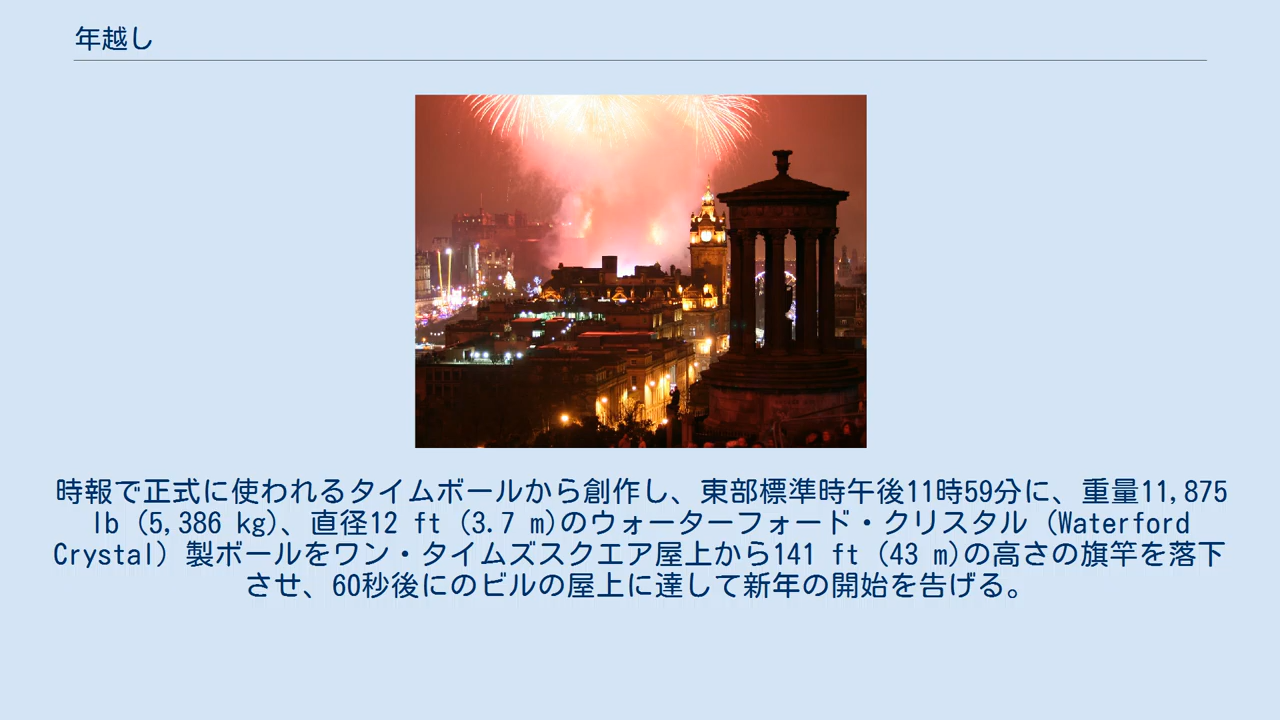 年越し
時報で正式に使われるタイムボールから創作し、東部標準時午後11時59分に、重量11,875
lb (5,386 kg)、直径12 ft (3.7 m)のウォーターフォード・クリスタル (Waterford
Crystal) 製ボールをワン・タイムズスクエア屋上から141 ft (43 m)の高さの旗竿を落下
させ、60秒後にのビルの屋上に達して新年の開始を告げる。